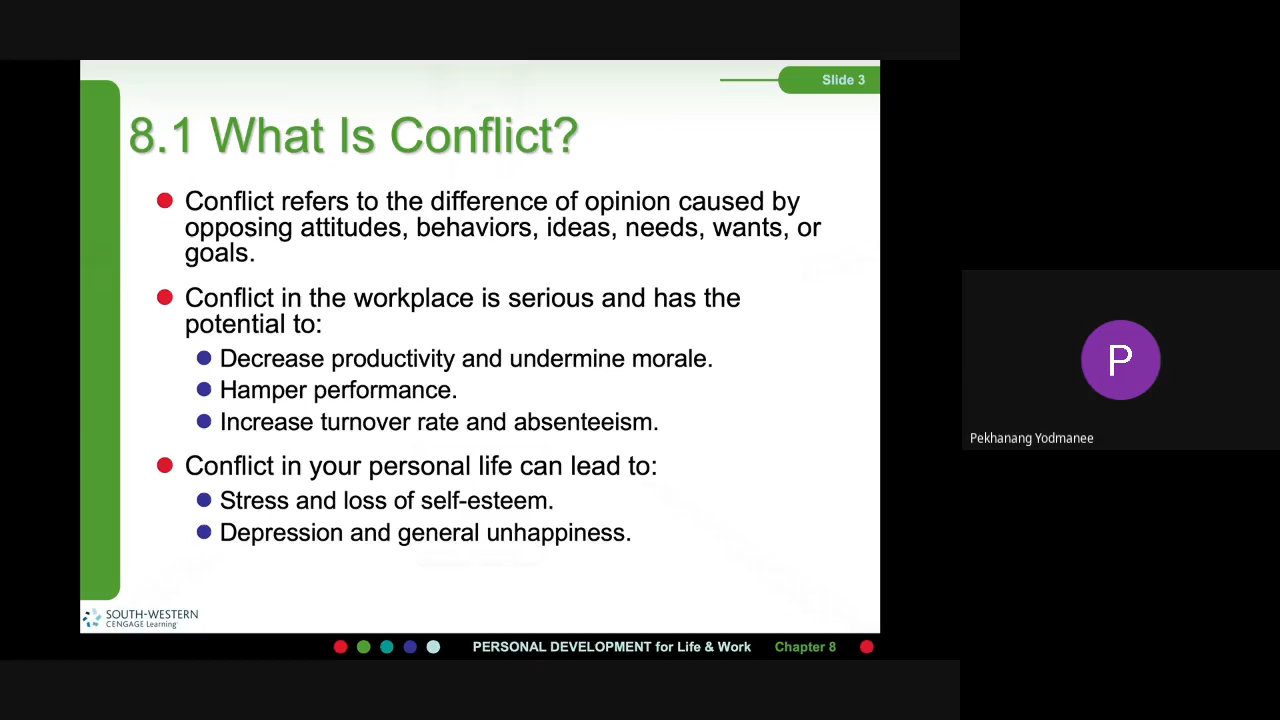 Slide 3
8.1 What Is Conflict?
Conflict refers to the difference of opinion caused by
opposing attitudes, behaviors, ideas, needs, wants, or
goals.
Conflict in the workplace is serious and has the
potential to:
Decrease productivity and undermine morale.
Hamper performance.
Increase turnover rate and absenteeism.
Conflict in your personal life can lead to:
Stress and loss of self-esteem.
Depression and general unhappiness.
SOUTH-WESTERN
CENGAGE Learning
PERSONAL DEVELOPMENT for Life & Work Chapter 8
P
Pekhanang Yodmanee